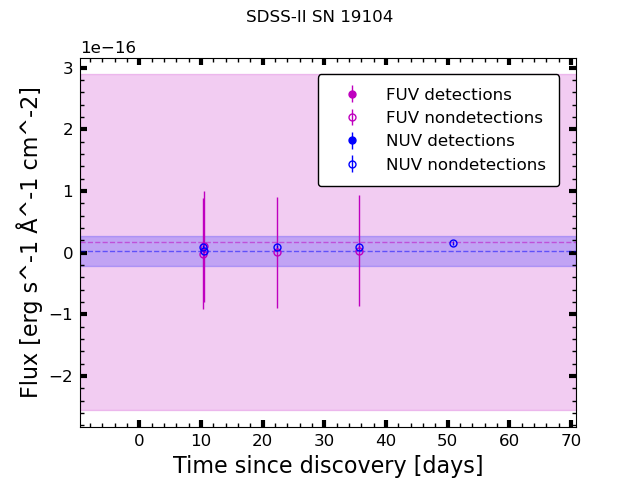 SDSS-II SN 19104
1e−16
3
2
1
0
−1
−2
Flux [erg s^-1 Å^-1 cm^-2]
FUV detections
FUV nondetections
NUV detections
NUV nondetections
0 10 20 30 40 50 60 70
Time since discovery [days]